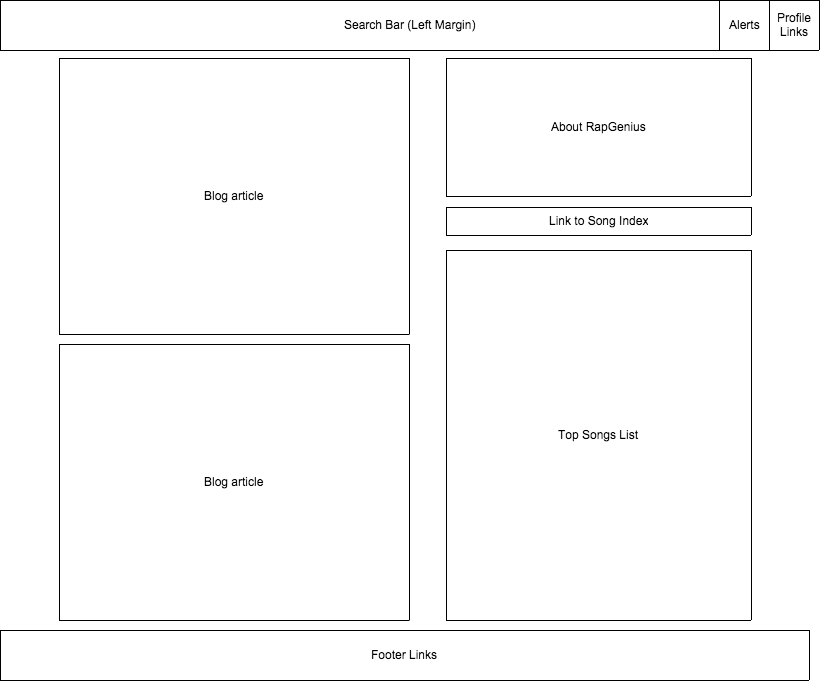 Search Bar (Left Margin)
Alerts
Profile
Links
Blog article
About RapGenius
Link to Song Index
Top Songs List
Blog article
Footer Links